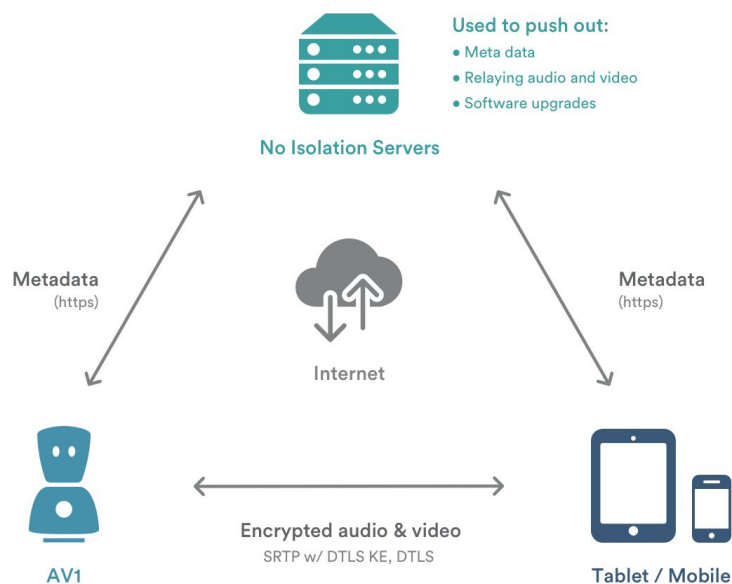 Used to push out:
• Meta data
• Relaying audio and video
• Software upgrades
No Isolation Servers
Metadata
(https)
Metadata
(https)
Internet
Encrypted audio & video
SRTP w/ DTLS KE, DTLS
AV1
Tablet / Mobile